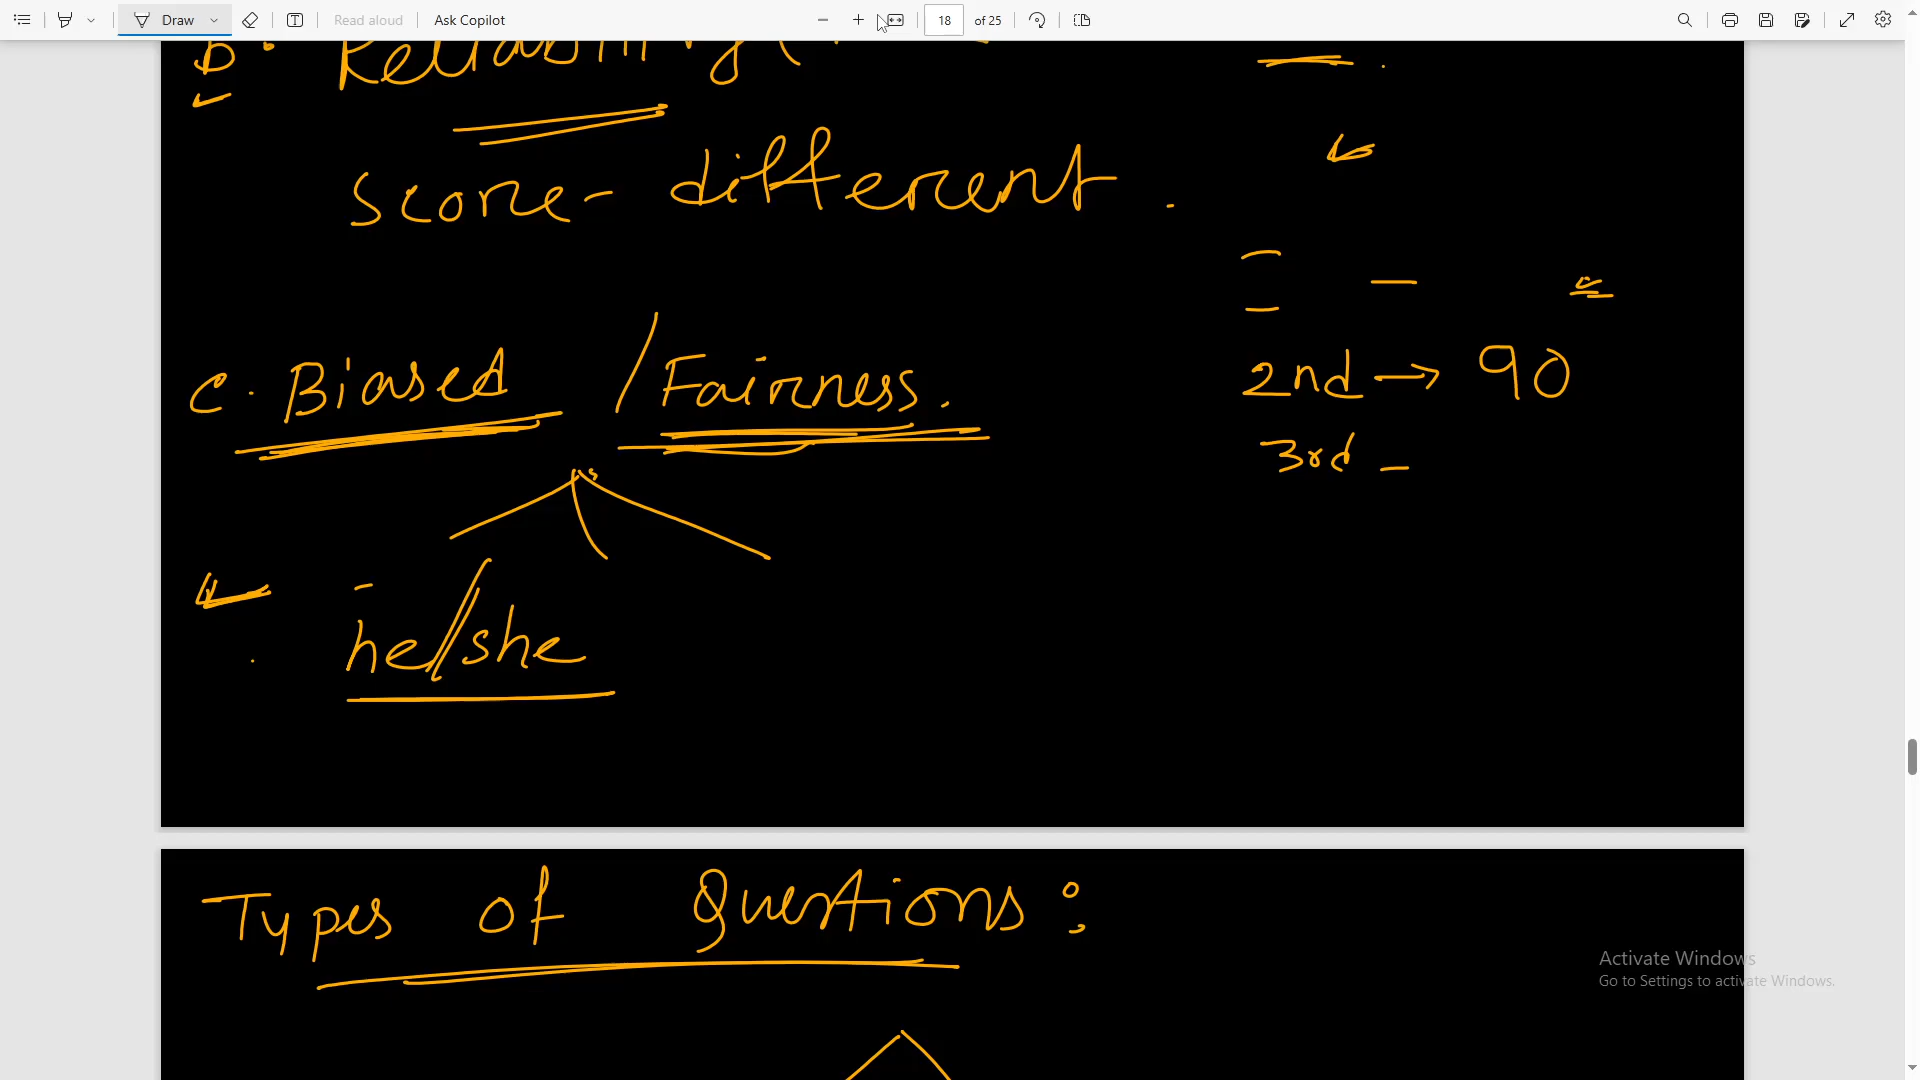 Draw
Read aloud
Ask Copilot
18 of 25
b. Reliability (
score- different.
c. Biased / Fairness.
2nd → 90
3rd –
he/she
Types of Questions:
Activate Windows
Go to Settings to activate Windows.